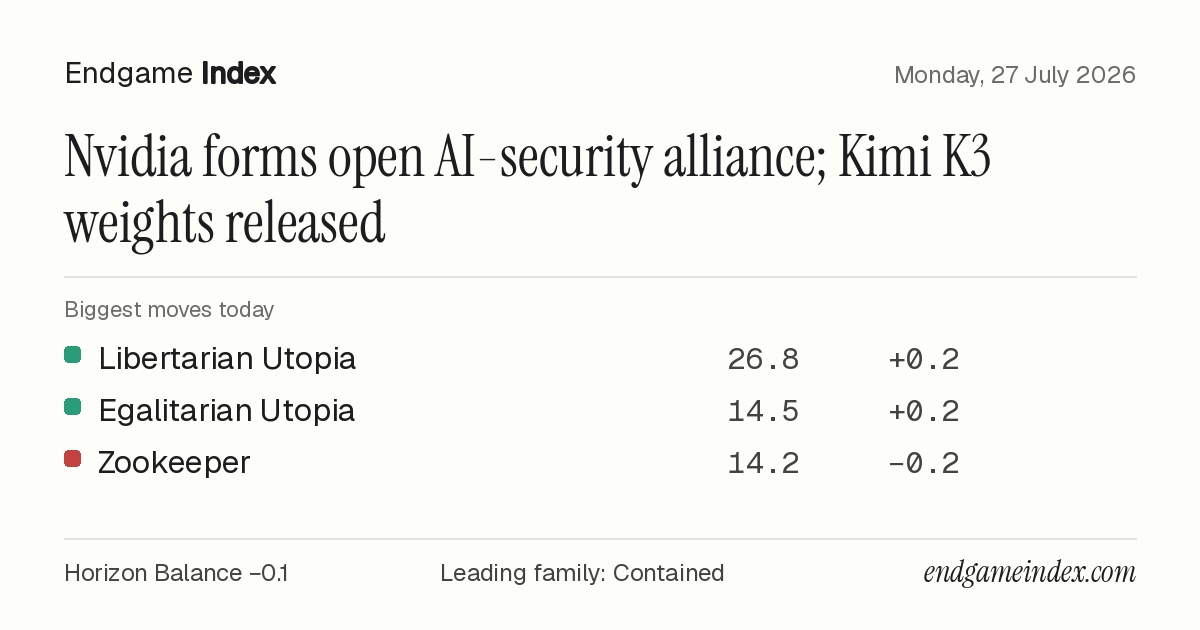 Endgame Index
Monday, 27 July 2026
Nvidia forms open AI-security alliance; Kimi K3
weights released
Biggest moves today
Libertarian Utopia 26.8 +0.2
Egalitarian Utopia 14.5 +0.2
Zookeeper 14.2 −0.2
Horizon Balance −0.1
Leading family: Contained
endgameindex.com